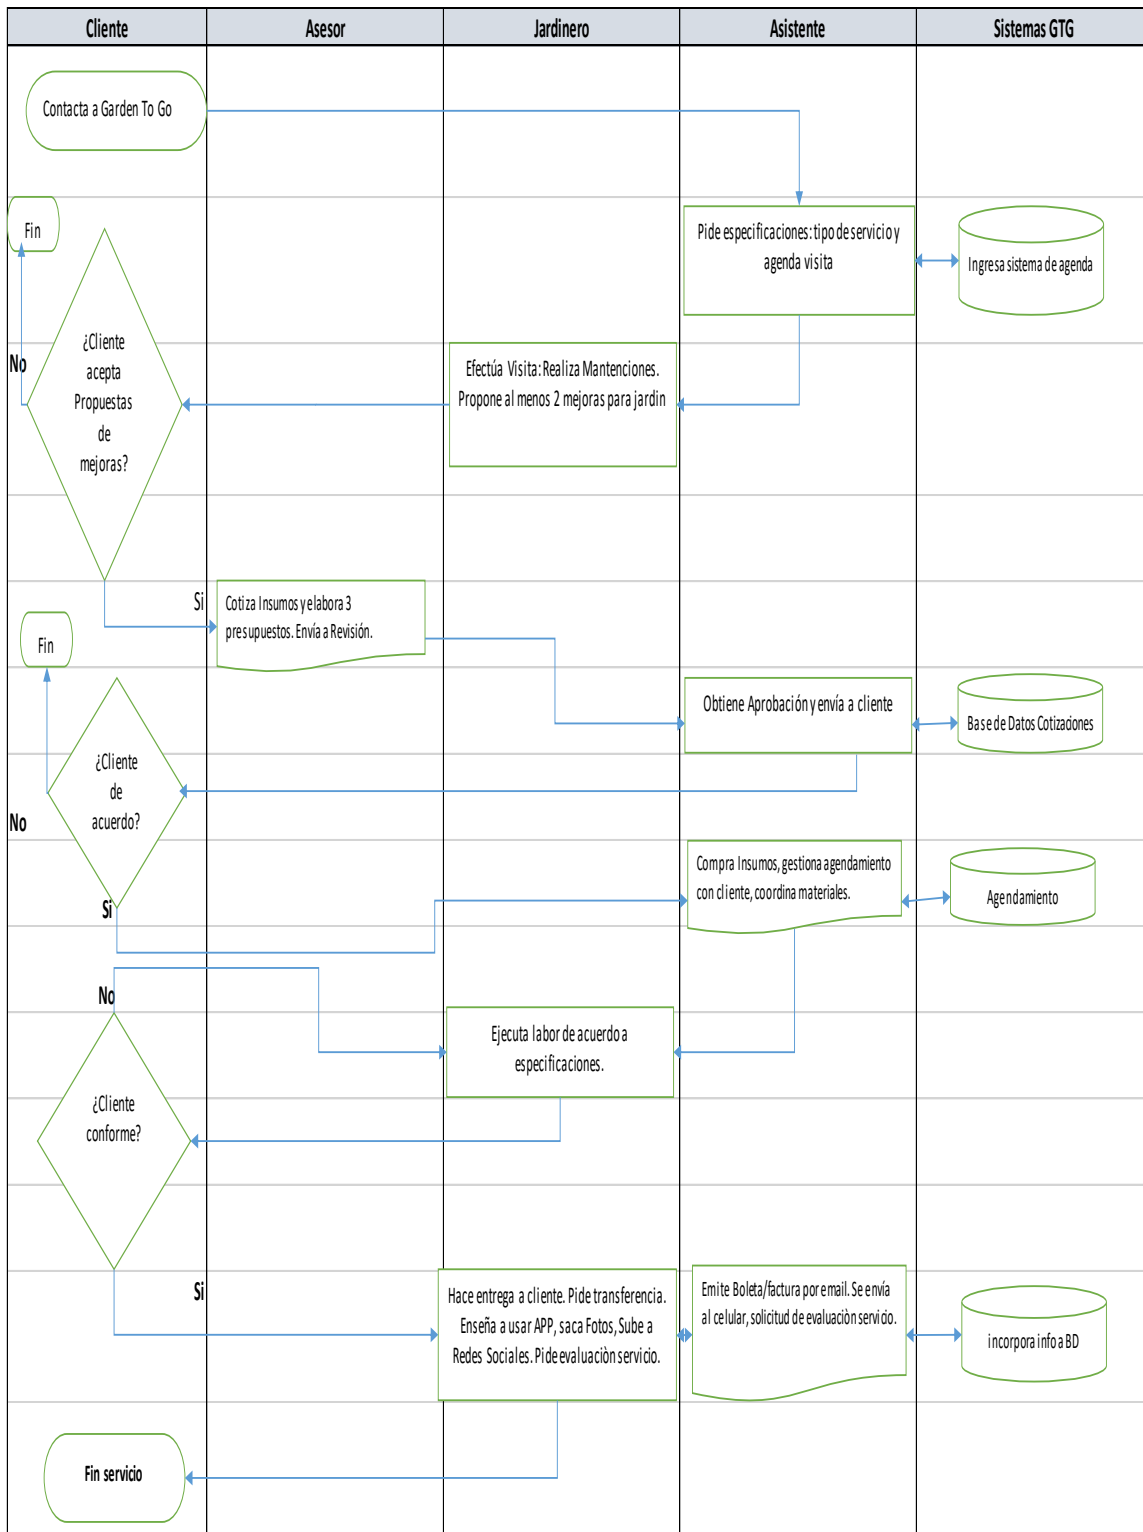 Cliente
Asesor
Jardinero
Asistente
Sistemas GTG
Contacta a Garden To Go
Fin
Pide especificaciones: tipo de servicio y
agenda visita
Ingresa sistema de agenda
¿Cliente
acepta
Propuestas
de
mejoras?
No
Efectúa Visita: Realiza Mantenciones.
Propone al menos 2 mejoras para jardin
Si
Cotiza Insumos y elabora 3
presupuestos. Envía a Revisión.
Fin
Obtiene Aprobación y envía a cliente
Base de Datos Cotizaciones
¿Cliente
de
acuerdo?
No
Si
Compra Insumos, gestiona agendamiento
con cliente, coordina materiales.
Agendamiento
No
Ejecuta labor de acuerdo a
especificaciones.
¿Cliente
conforme?
Si
Hace entrega a cliente. Pide transferencia.
Enseña a usar APP, saca Fotos, Sube a
Redes Sociales. Pide evaluaciòn servicio.
Emite Boleta/factura por email. Se envía
al celular, solicitud de evaluaciòn servicio.
incorpora info a BD
Fin servicio